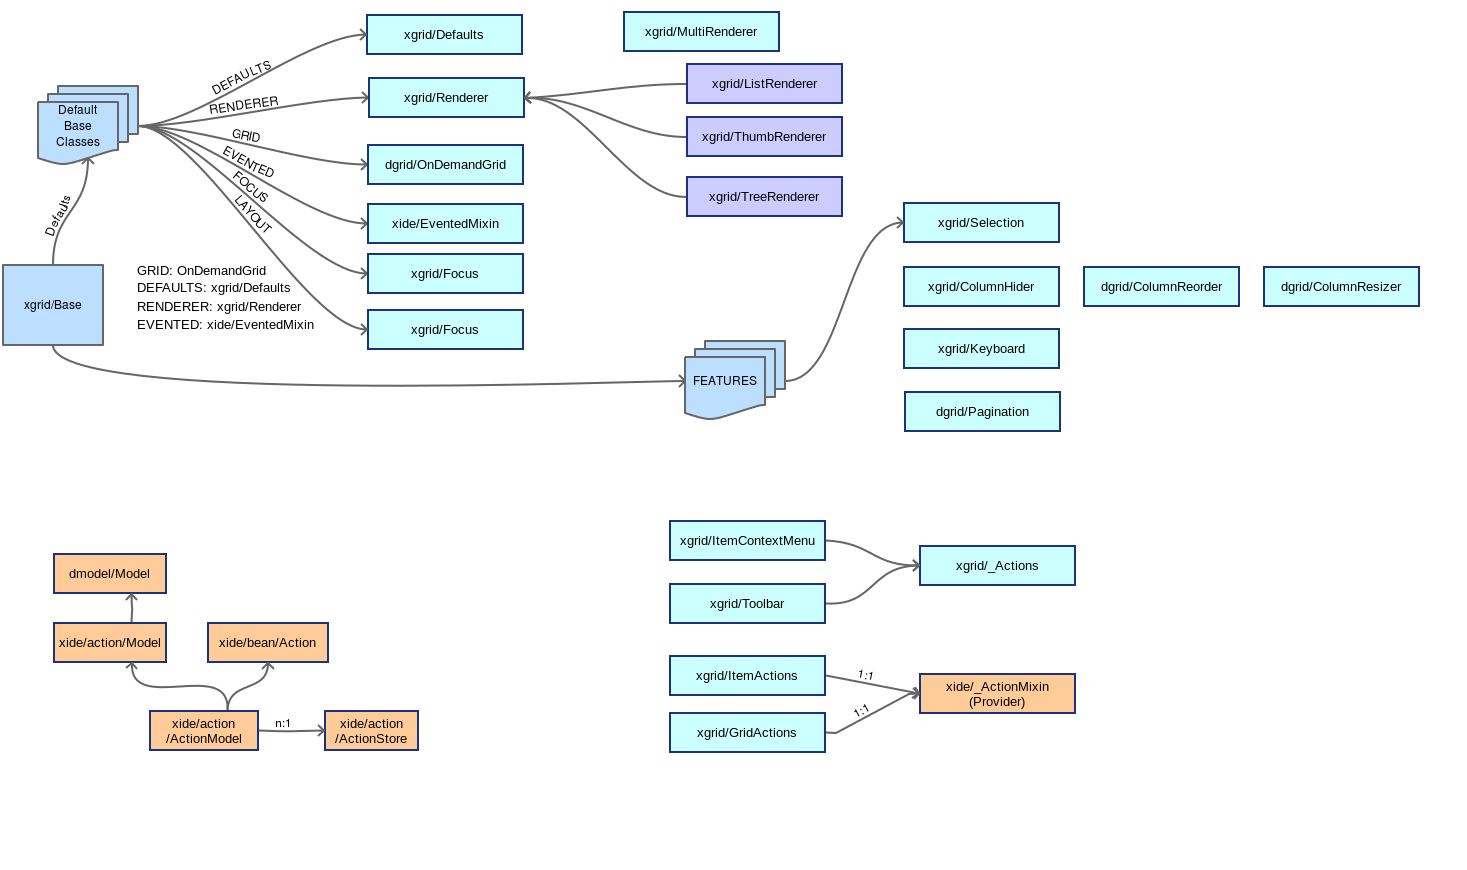 xgrid/Defaults
xgrid/MultiRenderer
DEFAULTS
xgrid/Renderer
xgrid/ListRenderer
Default
Base
Classes
RENDERER
GRID
xgrid/ThumbRenderer
EVENTED
dgrid/OnDemandGrid
FOCUS
xgrid/TreeRenderer
LAYOUT
Defaults
xide/EventedMixin
xgrid/Selection
xgrid/Focus
GRID: OnDemandGrid
DEFAULTS: xgrid/Defaults
RENDERER: xgrid/Renderer
EVENTED: xide/EventedMixin
xgrid/ColumnHider
dgrid/ColumnReorder
dgrid/ColumnResizer
xgrid/Base
xgrid/Focus
xgrid/Keyboard
FEATURES
dgrid/Pagination
xgrid/ItemContextMenu
xgrid/_Actions
dmodel/Model
xgrid/Toolbar
xide/action/Model
xide/bean/Action
xgrid/ItemActions
1:1
xide/_ActionMixin
(Provider)
1:1
xide/action
/ActionModel
n:1
xide/action
/ActionStore
xgrid/GridActions